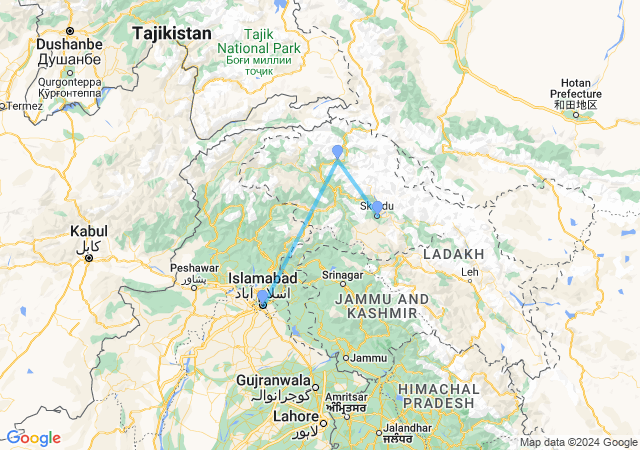 Dushanbe
Душанбе
Tajikistan
Tajik
National Park
Боғи миллии
тоҷик
Qurgonteppa
Қӯрғонтеппа
Termez
Hotan
Prefecture
和田地区
Skardu
Kabul
کابل
LADAKH
Leh
Peshawar
پشاور
Islamabad
اسلام آباد
Srinagar
JAMMU AND
KASHMIR
Jammu
HIMACHAL
PRADESH
Gujranwala
گوجرانوالہ
Amritsar
ਅੰਮ੍ਰਿਤਸਰ
Lahore
لاہور
Jalandhar
ਜਲੰਧਰ
Google
Map data ©2024 Google